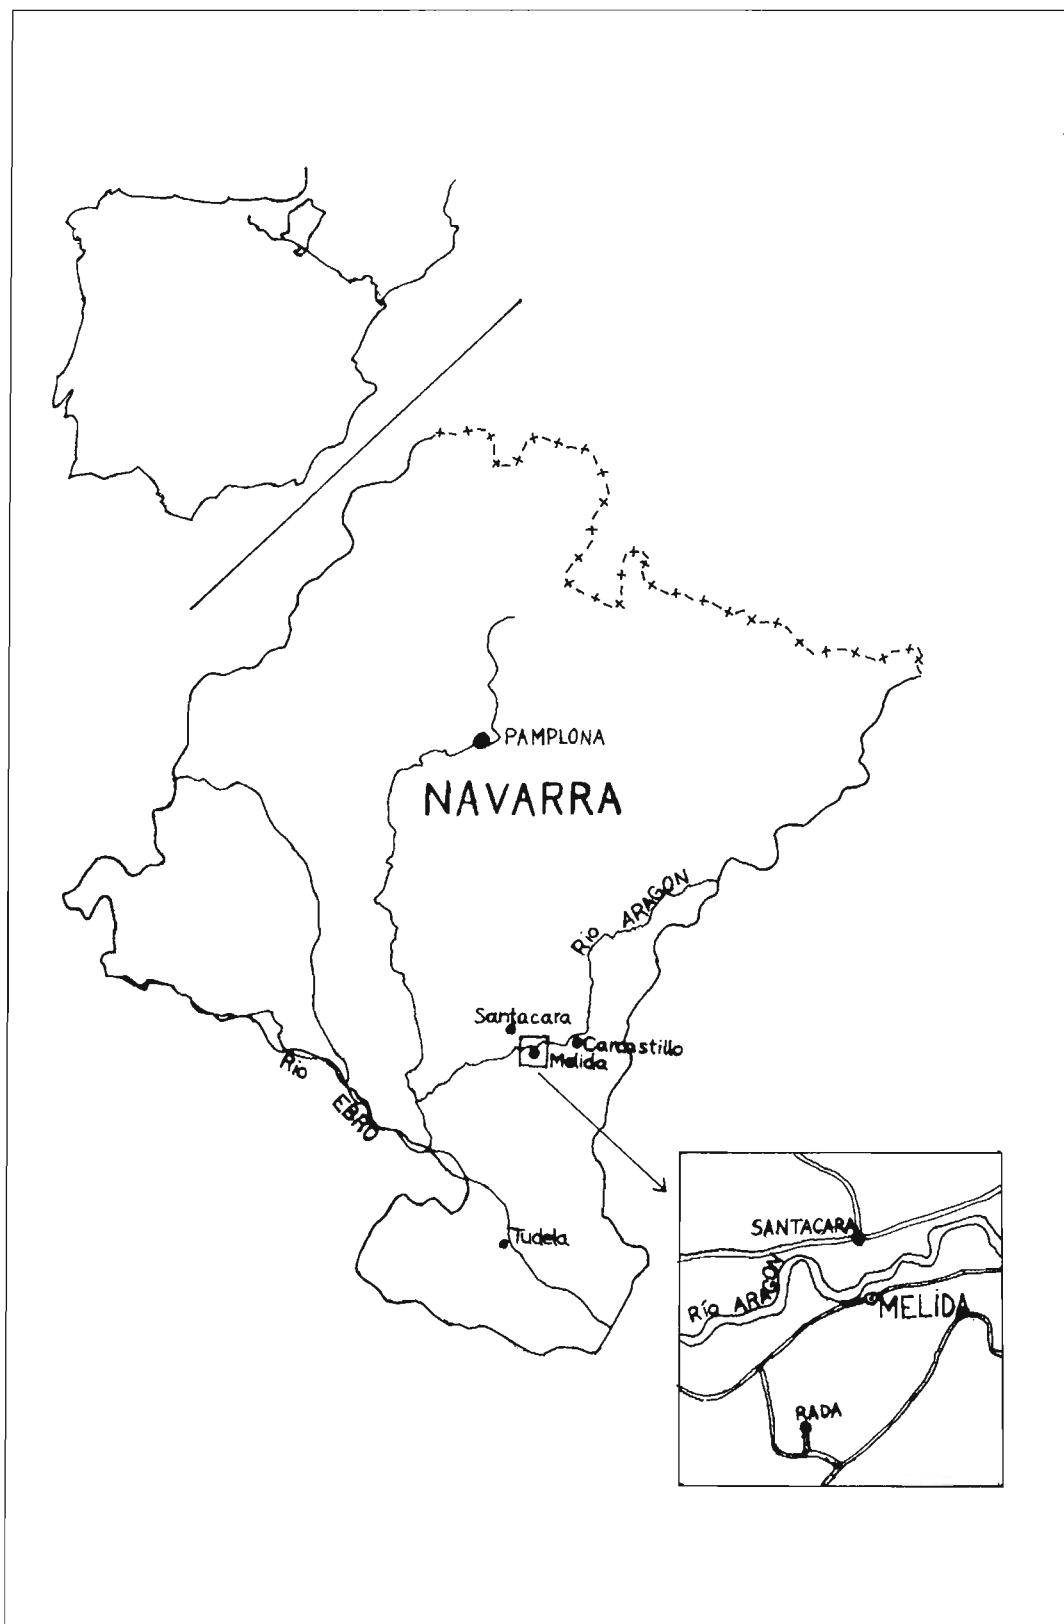 PAMPLONA
NAVARRA
Río ARAGON
Santacara
Carcastillo
Melida
Río EBRO
Tudela
SANTACARA
Río ARAGON
MELIDA
RADA